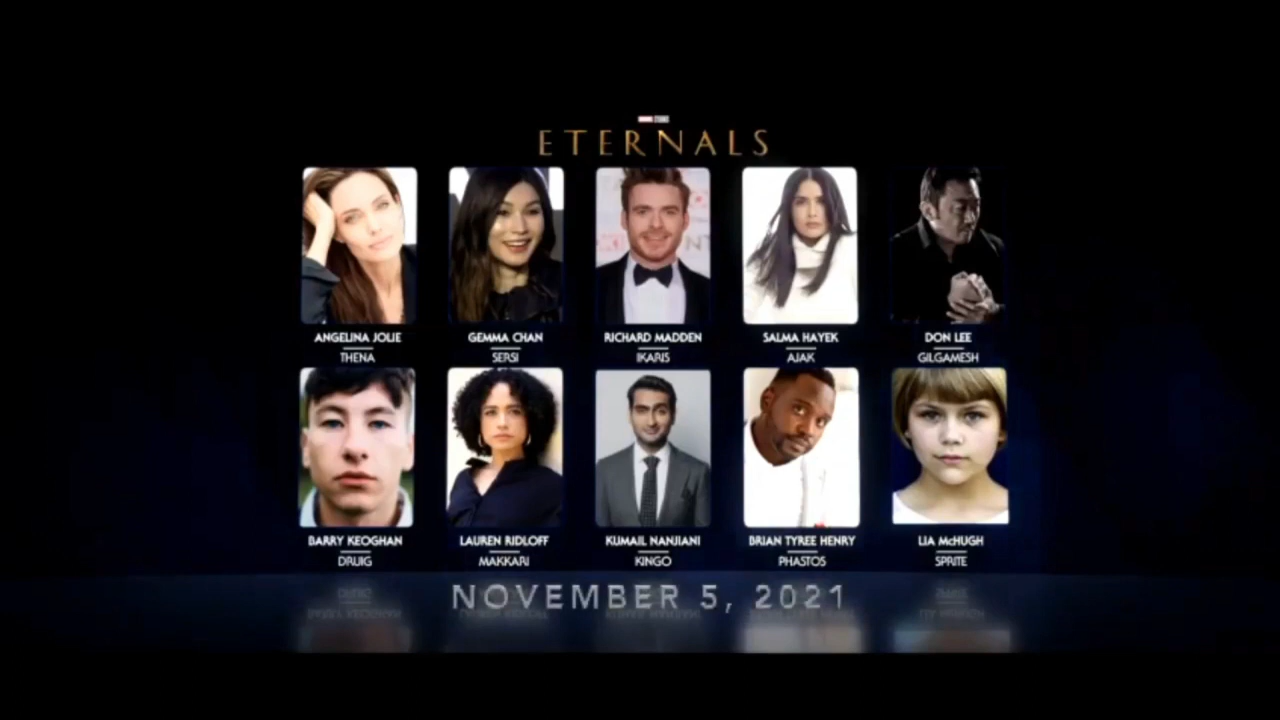 ETERNALS
ANGELINA JOLIE
THENA
GEMMA CHAN
SERSI
RICHARD MADDEN
IKARIS
SALMA HAYEK
AJAK
DON LEE
GILGAMESH
BARRY KEOGHAN
DRUIG
LAUREN RIDLOFF
MAKKARI
KUMAIL NANJIANI
KINGO
BRIAN TYREE HENRY
PHASTOS
LIA McHUGH
SPRITE
NOVEMBER 5, 2021